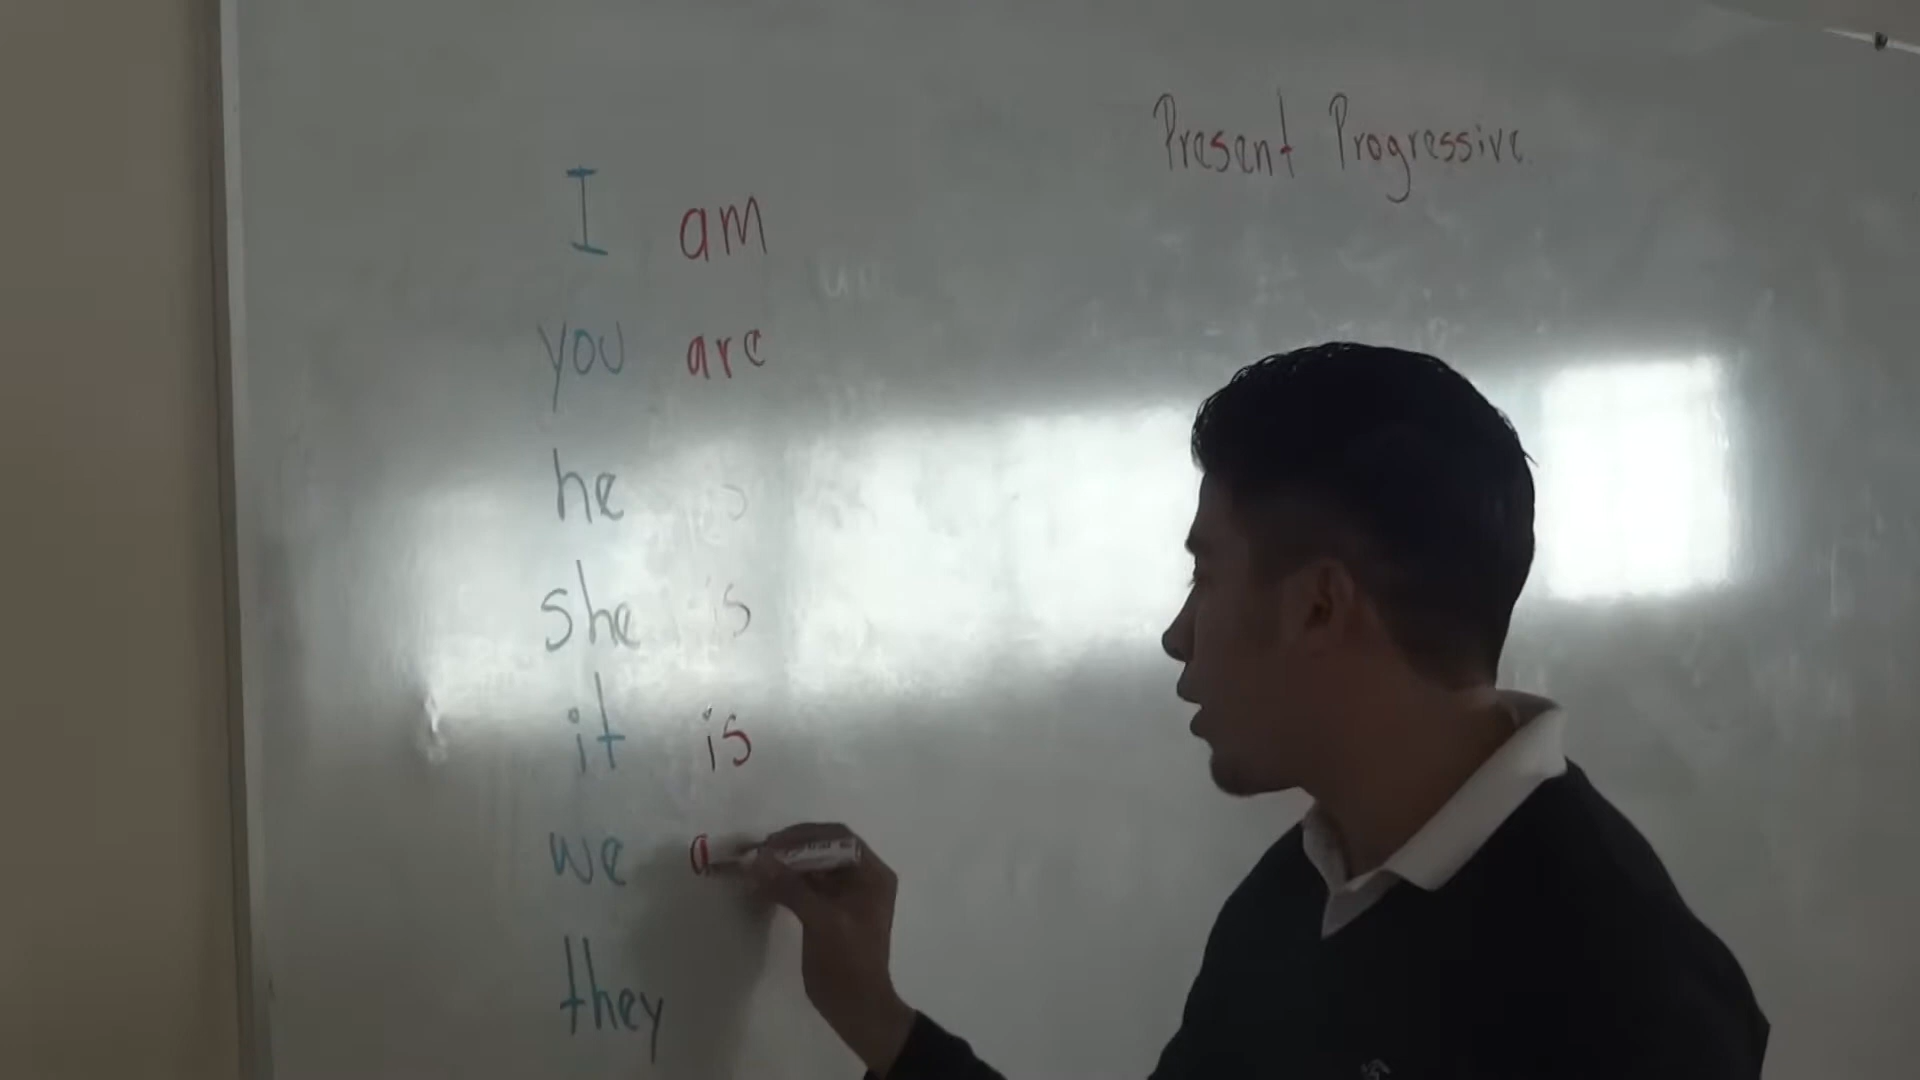 Present Progressive
I am
you are
he is
she is
it is
we a
they